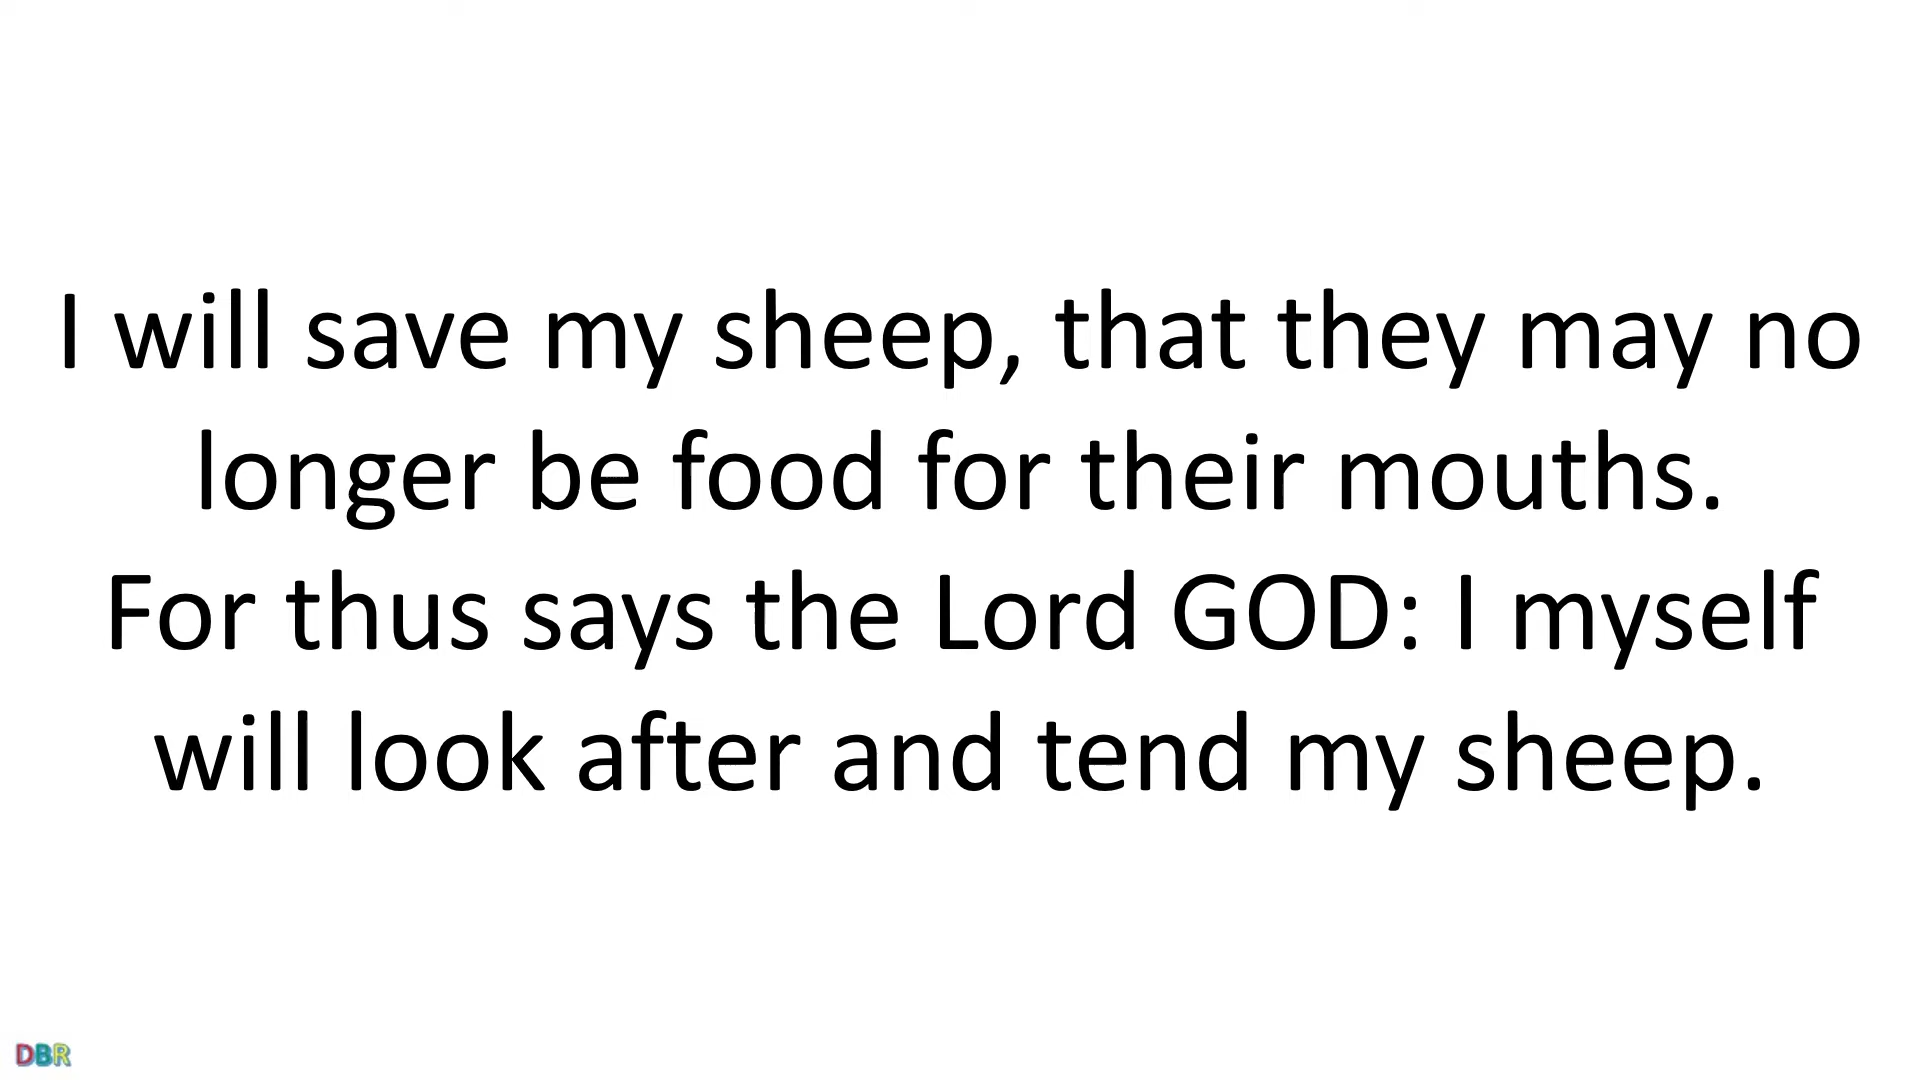 I will save my sheep, that they may no
longer be food for their mouths.
For thus says the Lord GOD: I myself
will look after and tend my sheep.
DBR